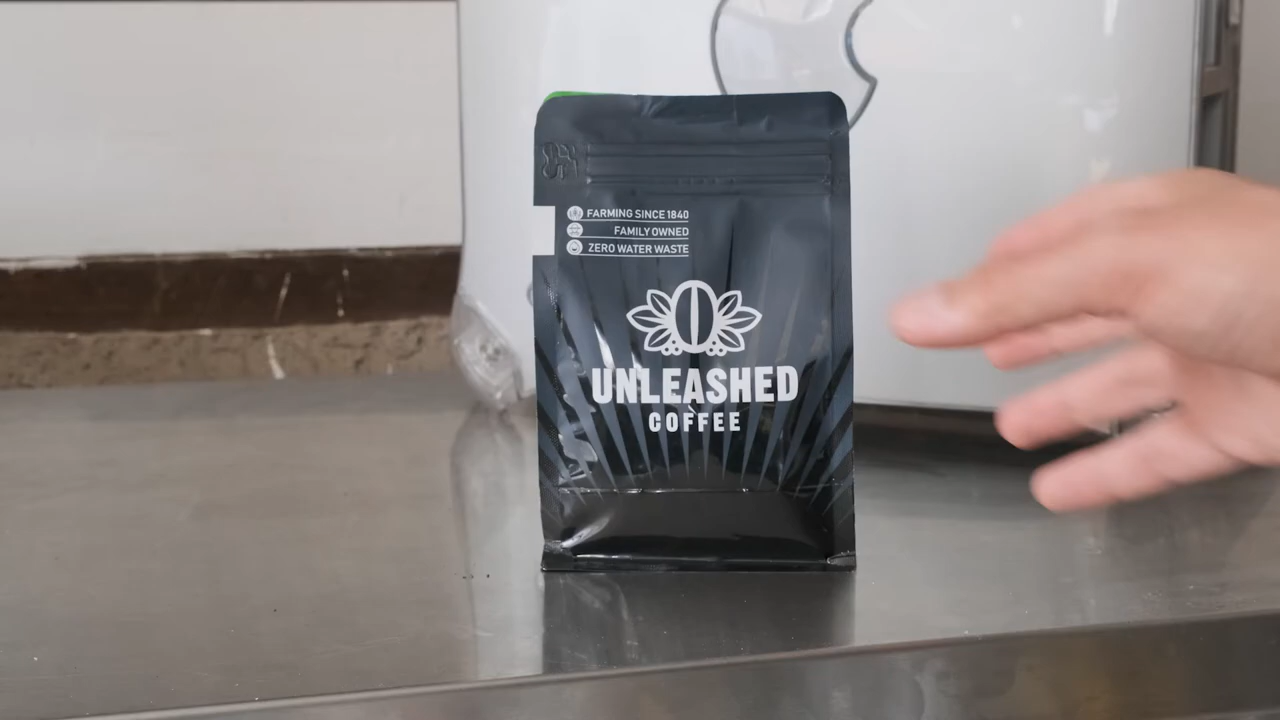 FARMING SINCE 1840
FAMILY OWNED
ZERO WATER WASTE
UNLEASHED
COFFEE